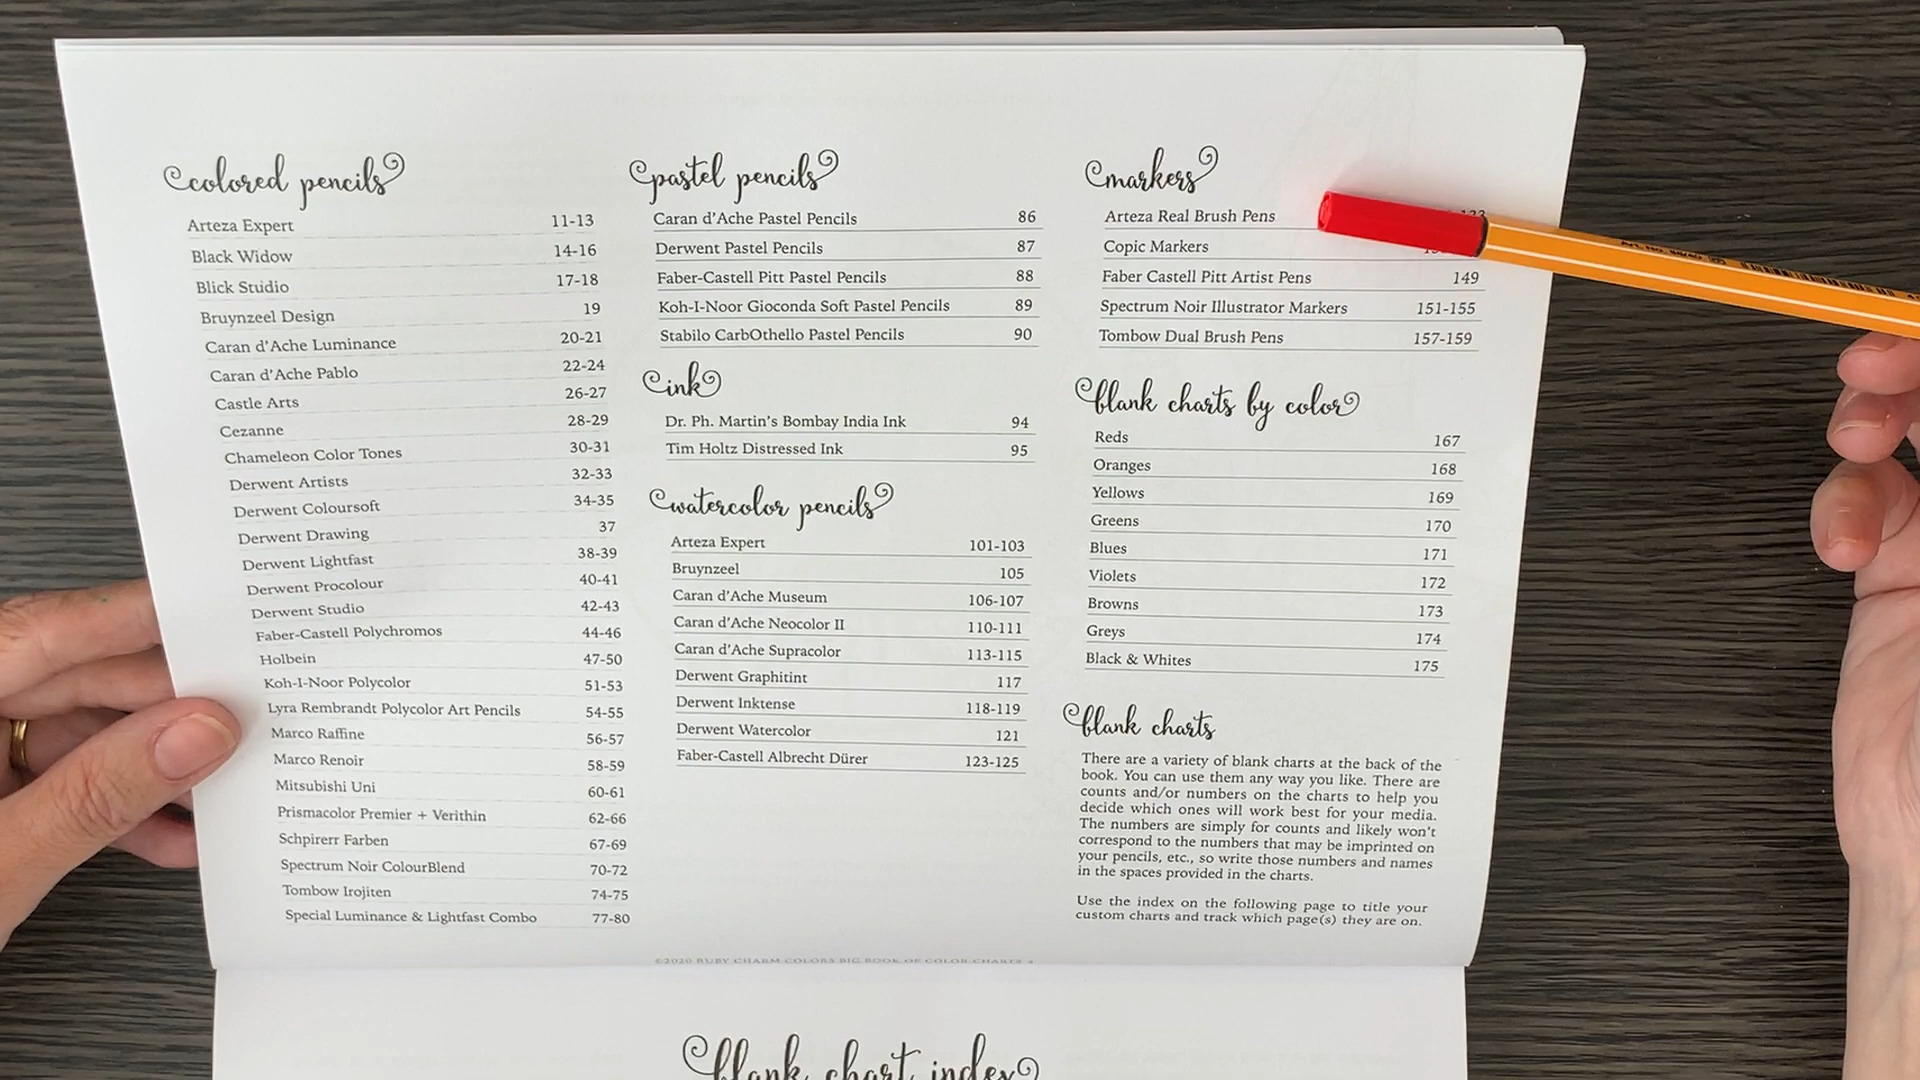 colored pencils
Arteza Expert 11-13
Black Widow 14-16
Blick Studio 17-18
Bruynzeel Design 19
Caran d'Ache Luminance 20-21
Caran d'Ache Pablo 22-24
Castle Arts 26-27
Cezanne 28-29
Chameleon Color Tones 30-31
Derwent Artists 32-33
Derwent Coloursoft 34-35
Derwent Drawing 37
Derwent Lightfast 38-39
Derwent Procolour 40-41
Derwent Studio 42-43
Faber-Castell Polychromos 44-46
Holbein 47-50
Koh-I-Noor Polycolor 51-53
Lyra Rembrandt Polycolor Art Pencils 54-55
Marco Raffine 56-57
Marco Renoir 58-59
Mitsubishi Uni 60-61
Prismacolor Premier + Verithin 62-66
Schpirerr Farben 67-69
Spectrum Noir ColourBlend 70-72
Tombow Irojiten 74-75
Special Luminance & Lightfast Combo 77-80
pastel pencils
Caran d'Ache Pastel Pencils 86
Derwent Pastel Pencils 87
Faber-Castell Pitt Pastel Pencils 88
Koh-I-Noor Gioconda Soft Pastel Pencils 89
Stabilo CarbOthello Pastel Pencils 90
ink
Dr. Ph. Martin's Bombay India Ink 94
Tim Holtz Distressed Ink 95
watercolor pencils
Arteza Expert 101-103
Bruynzeel 105
Caran d'Ache Museum 106-107
Caran d'Ache Neocolor II 110-111
Caran d'Ache Supracolor 113-115
Derwent Graphitint 117
Derwent Inktense 118-119
Derwent Watercolor 121
Faber-Castell Albrecht Dürer 123-125
markers
Arteza Real Brush Pens
Copic Markers
Faber Castell Pitt Artist Pens 149
Spectrum Noir Illustrator Markers 151-155
Tombow Dual Brush Pens 157-159
blank charts by color
Reds 167
Oranges 168
Yellows 169
Greens 170
Blues 171
Violets 172
Browns 173
Greys 174
Black & Whites 175
blank charts
There are a variety of blank charts at the back of the
book. You can use them any way you like. There are
counts and/or numbers on the charts to help you
decide which ones will work best for your media.
The numbers are simply for counts and likely won't
correspond to the numbers that may be imprinted on
your pencils, etc., so write those numbers and names
in the spaces provided in the charts.
Use the index on the following page to title your
custom charts and track which page(s) they are on.
©2020 RUBY CHARM COLORS BIG BOOK OF COLOR CHARTS
blank chart index